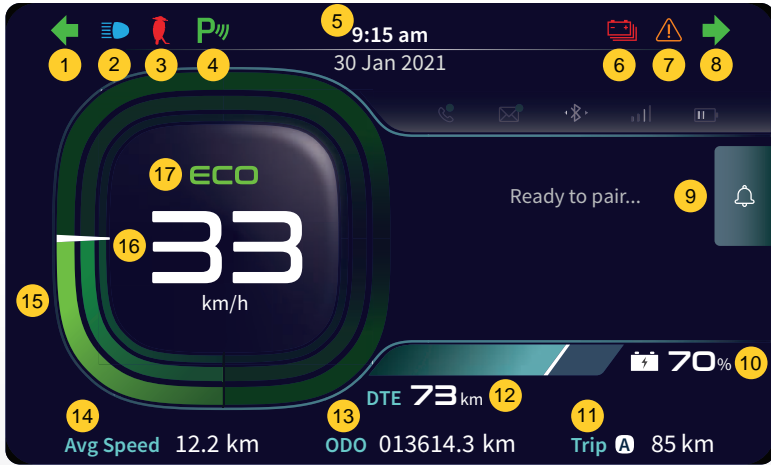 5
9:15 am
30 Jan 2021
P
1
2
3
4
6
7
8
17
ECO
33
km/h
16
15
Ready to pair...
9
70%
10
DTE 73 km
12
14
13
11
Avg Speed 12.2 km
ODO 013614.3 km
Trip A 85 km